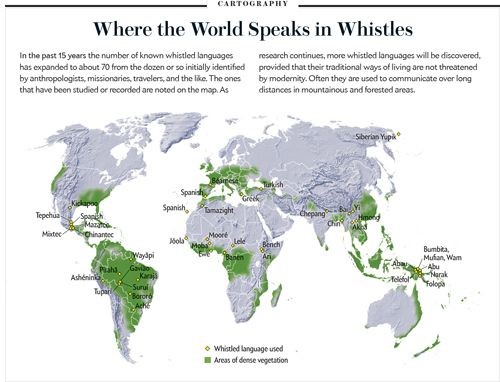 CARTOGRAPHY
Where the World Speaks in Whistles
In the past 15 years the number of known whistled languages
has expanded to about 70 from the dozen or so initially identified
by anthropologists, missionaries, travelers, and the like. The ones
that have been studied or recorded are noted on the map. As
research continues, more whistled languages will be discovered,
provided that their traditional ways of living are not threatened
by modernity. Often they are used to communicate over long
distances in mountainous and forested areas.
Siberian Yupik
Béarnese
Turkish
Spanish
Greek
Kickapoo
Spanish
Tamazight
Tepehua
Spanish
Mazatec
Mixtec
Chinantec
Chepang
Bai
Yi
Hmong
Chin
Akha
Jóola
Mooré
Moba
Ewe
Lele
Banen
Bench
Ari
Wayãpi
Pirahã
Gavião
Karajá
Ashéninka
Suruí
Tupari
Bororó
Aché
Bumbita,
Mufian, Wam
Abau
Abu
Telefol
Narak
Folopa
Whistled language used
Areas of dense vegetation